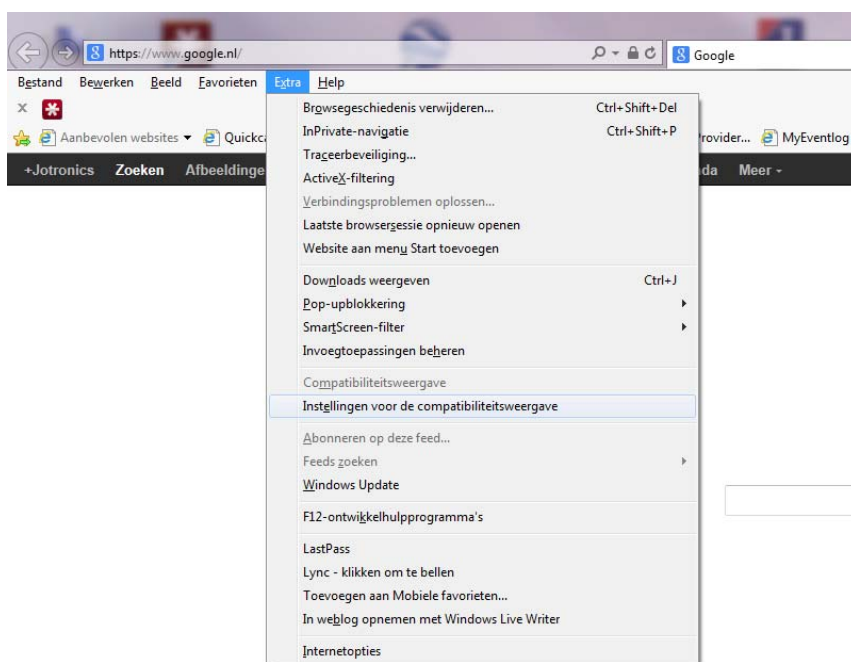 https://www.google.nl/
Google
Bestand Bewerken Beeld Favorieten Extra Help
Aanbevolen websites
+Jotronics Zoeken
Meer
MyEventlog
Browsegeschiedenis verwijderen... Ctrl+Shift+Del
InPrivate-navigatie Ctrl+Shift+P
Traceerbeveiliging...
ActiveX-filtering
Verbindingsproblemen oplossen...
Laatste browsersessie opnieuw openen
Website aan menu Start toevoegen
Downloads weergeven Ctrl+J
Pop-upblokkering
SmartScreen-filter
Invoegtoepassingen beheren
Compatibiliteitsweergave
Instellingen voor de compatibiliteitsweergave
Abonneren op deze feed...
Feeds zoeken
Windows Update
F12-ontwikkelhulpprogramma's
LastPass
Lync - klikken om te bellen
Toevoegen aan Mobiele favorieten...
In weblog opnemen met Windows Live Writer
Internetopties